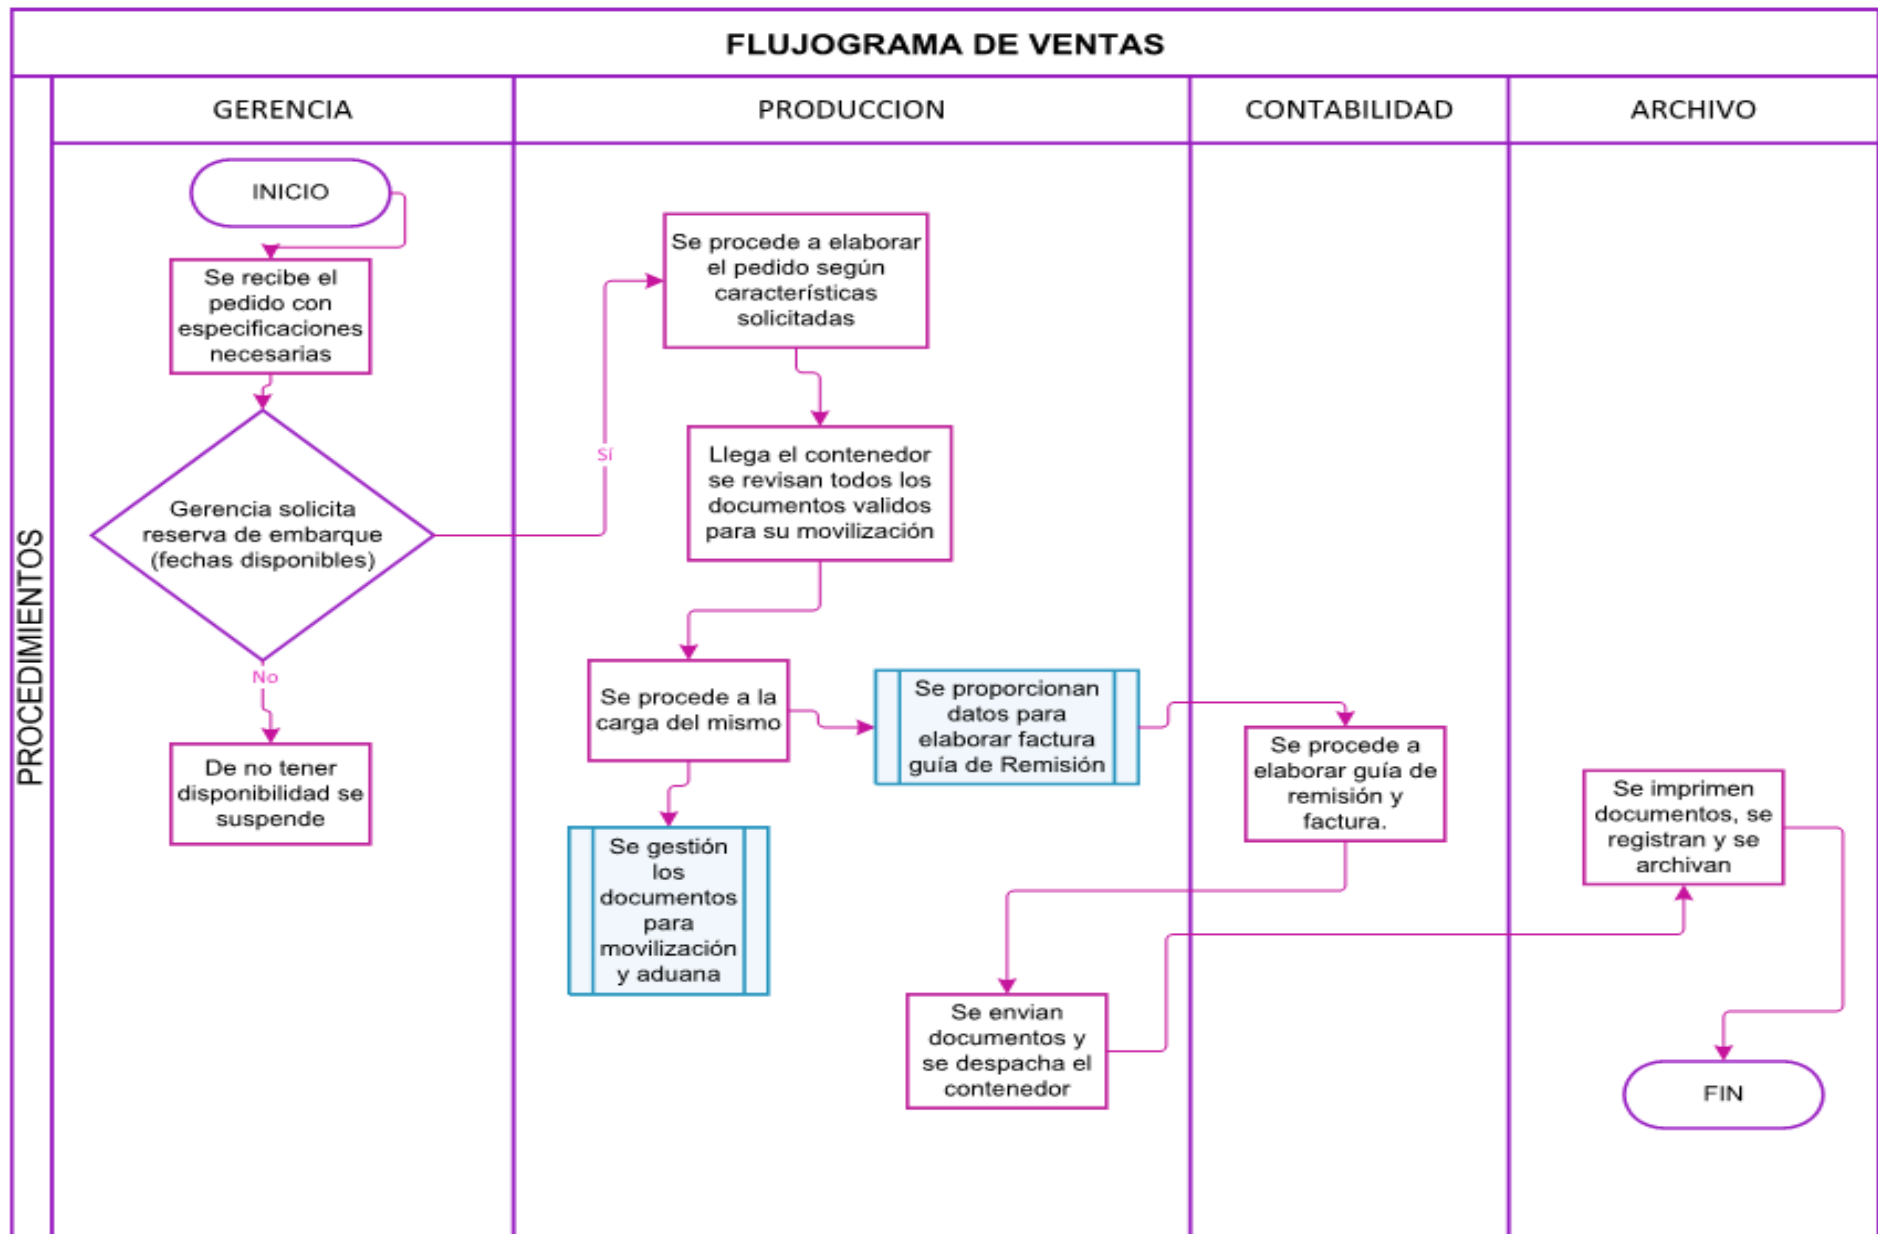 FLUJOGRAMA DE VENTAS
PROCEDIMIENTOS
GERENCIA
PRODUCCION
CONTABILIDAD
ARCHIVO
INICIO
Se recibe el
pedido con
especificaciones
necesarias
Gerencia solicita
reserva de embarque
(fechas disponibles)
No
De no tener
disponibilidad se
suspende
Sí
Se procede a elaborar
el pedido según
características
solicitadas
Llega el contenedor
se revisan todos los
documentos validos
para su movilización
Se procede a la
carga del mismo
Se gestión
los
documentos
para
movilización
y aduana
Se proporcionan
datos para
elaborar factura
guía de Remisión
Se procede a
elaborar guía de
remisión y
factura.
Se envian
documentos y
se despacha el
contenedor
Se imprimen
documentos, se
registran y se
archivan
FIN